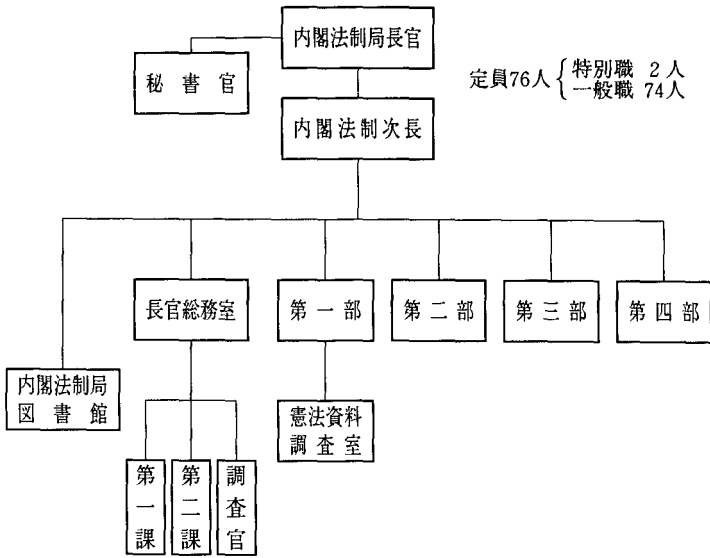 内閣法制局長官
秘書官
定員76人{特別職 2人
一般職 74人
内閣法制次長
長官総務室
第一部
第二部
第三部
第四部
内閣法制局
図書館
憲法資料
調査室
第一課
第二課
調査官